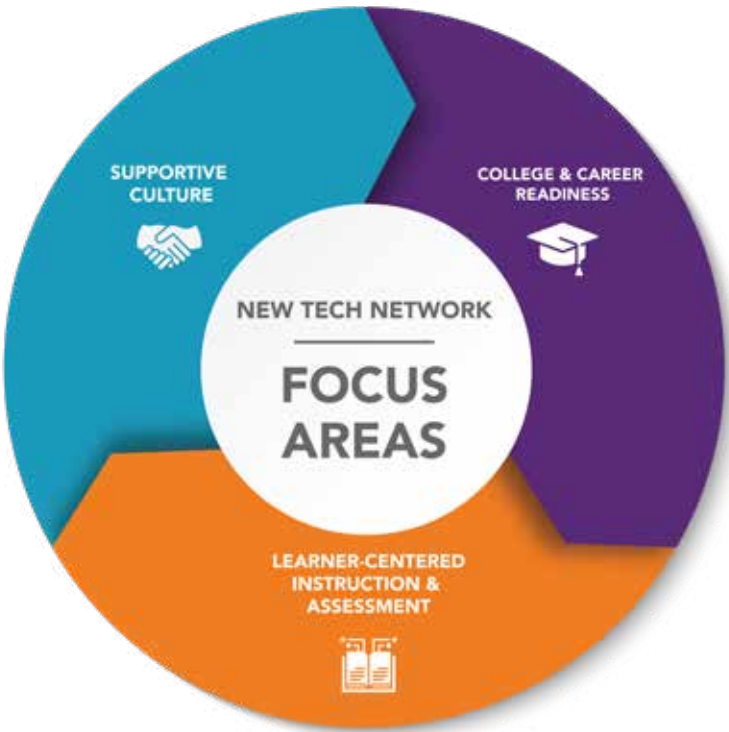 SUPPORTIVE
CULTURE
COLLEGE & CAREER
READINESS
NEW TECH NETWORK
FOCUS
AREAS
LEARNER-CENTERED
INSTRUCTION &
ASSESSMENT